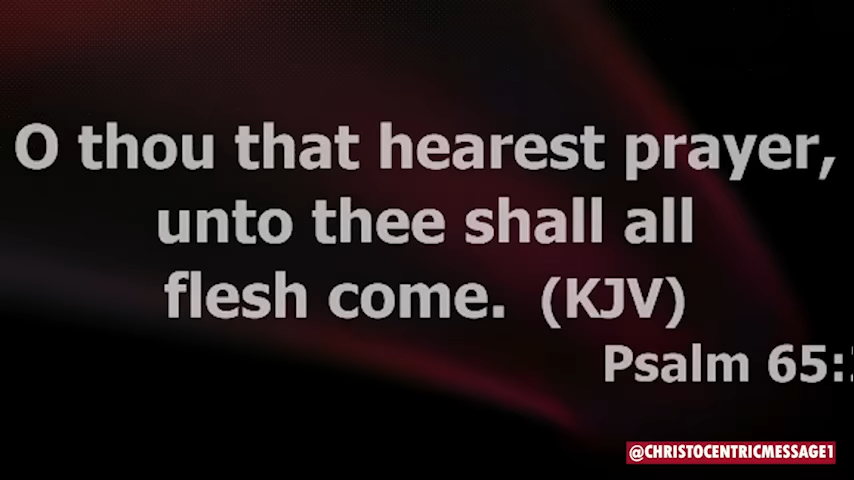 O thou that hearest prayer,
unto thee shall all
flesh come. (KJV)
Psalm 65:
@CHRISTOCENTRICMESSAGE1